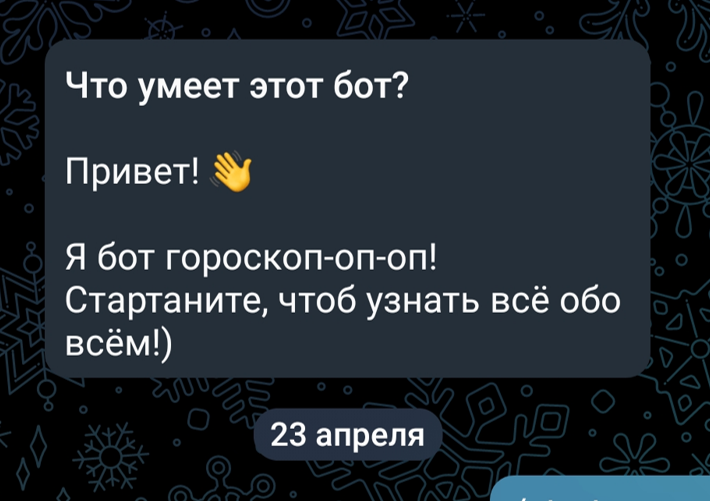 Что умеет этот бот?
Привет! 👋
Я бот гороскоп-оп-оп!
Стартаните, чтоб узнать всё обо
всём!)
23 апреля